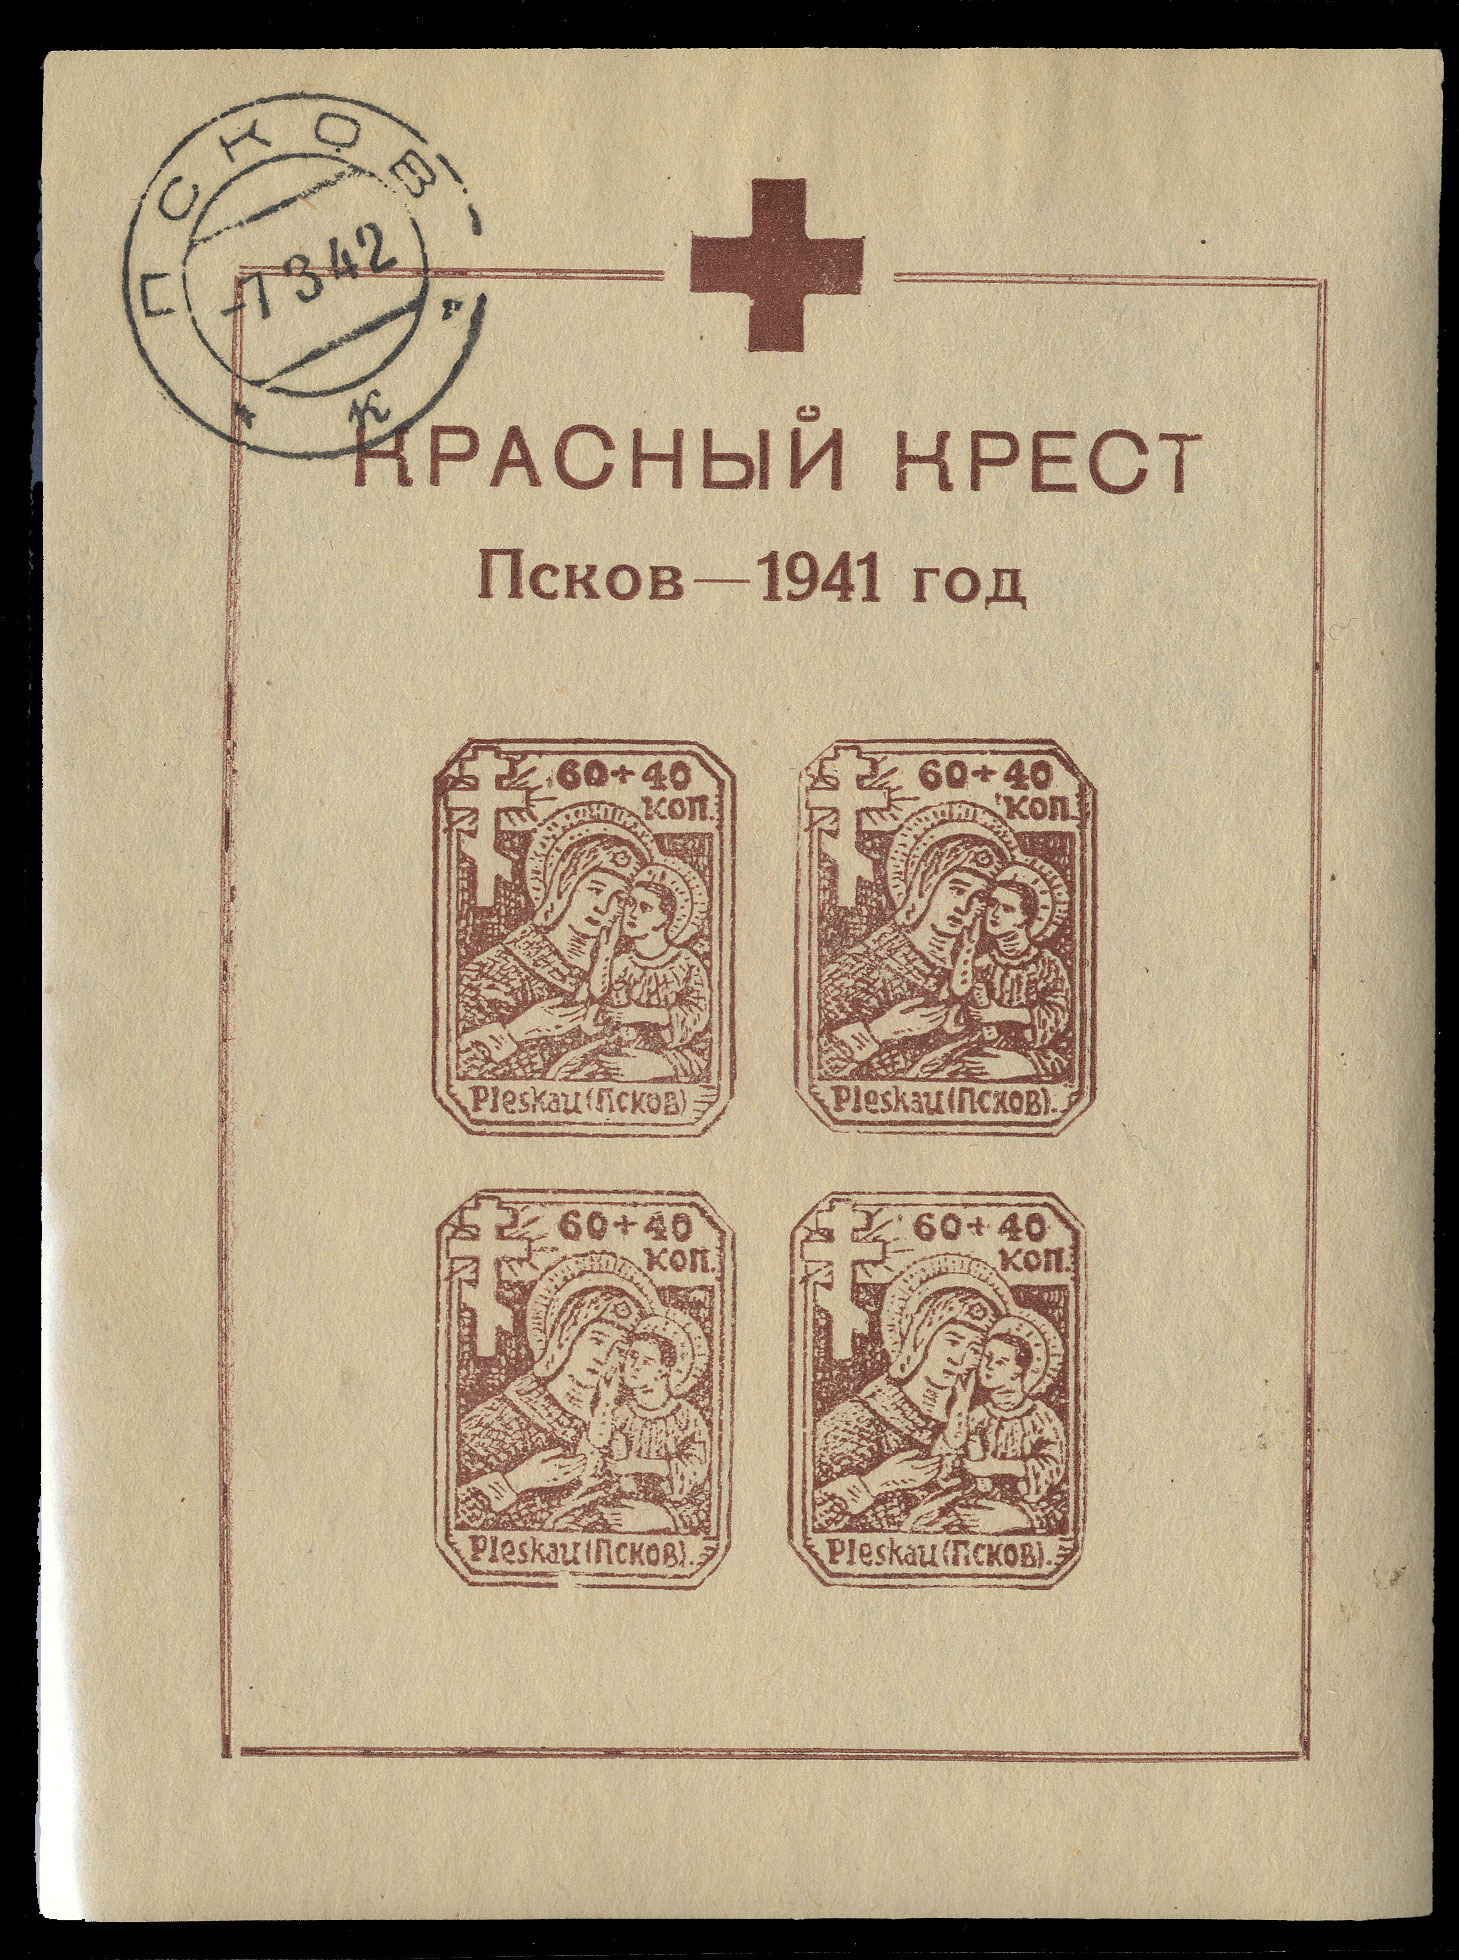 ПСКОВ
-7 3 42
* К "
КРАСНЫЙ КРЕСТ
Псков — 1941 год
60 + 40
коп.
Pleskau (Псков)
60 + 40
коп.
Pleskau (Псков).
60 + 40
коп.
Pleskau (Псков).
60 + 40
коп.
Pleskau (Псков).